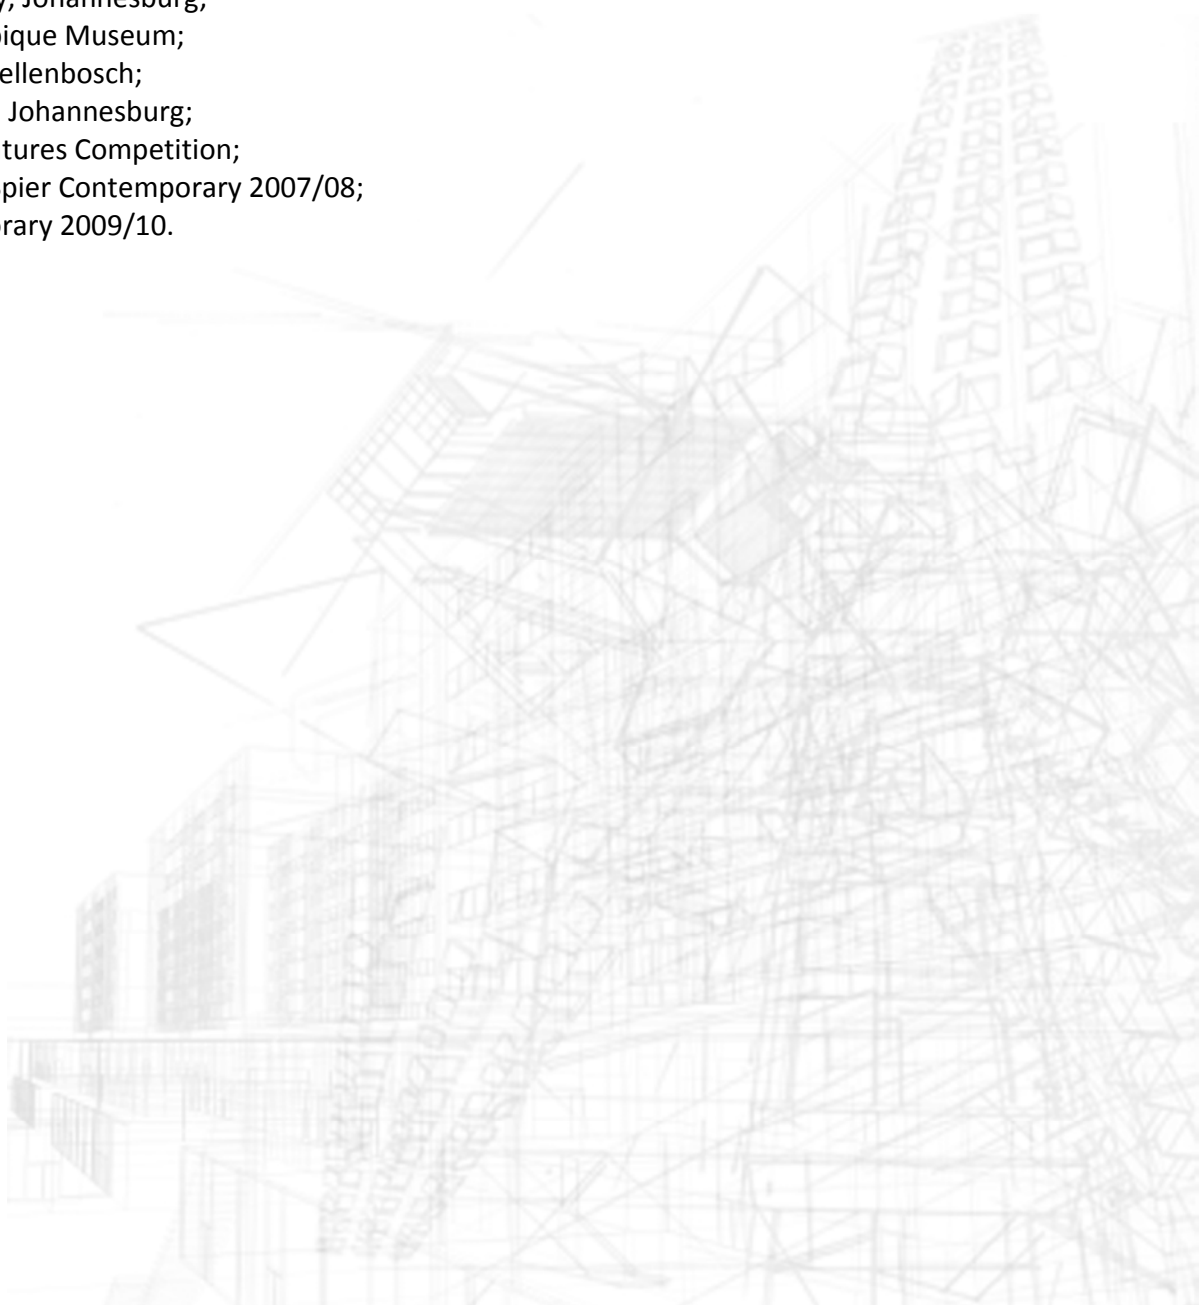 , Johannesburg;
ique Museum;
ellenbosch;
Johannesburg;
tures Competition;
pier Contemporary 2007/08;
rary 2009/10.